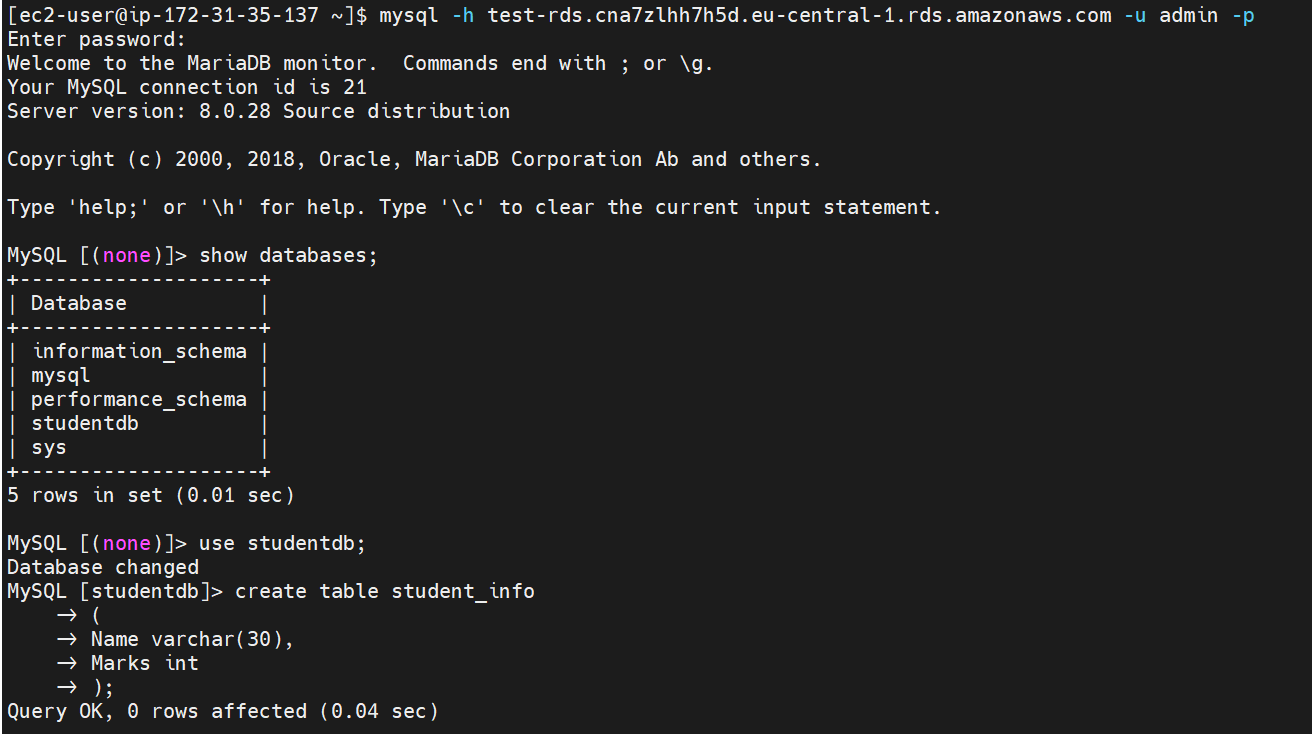 [ec2-user@ip-172-31-35-137 ~]$ mysql -h test-rds.cna7zlhh7h5d.eu-central-1.rds.amazonaws.com -u admin -p
Enter password:
Welcome to the MariaDB monitor.  Commands end with ; or \g.
Your MySQL connection id is 21
Server version: 8.0.28 Source distribution

Copyright (c) 2000, 2018, Oracle, MariaDB Corporation Ab and others.

Type 'help;' or '\h' for help. Type '\c' to clear the current input statement.

MySQL [(none)]> show databases;
+--------------------+
| Database           |
+--------------------+
| information_schema |
| mysql              |
| performance_schema |
| studentdb          |
| sys                |
+--------------------+
5 rows in set (0.01 sec)

MySQL [(none)]> use studentdb;
Database changed
MySQL [studentdb]> create table student_info
    -> (
    -> Name varchar(30),
    -> Marks int
    -> );
Query OK, 0 rows affected (0.04 sec)